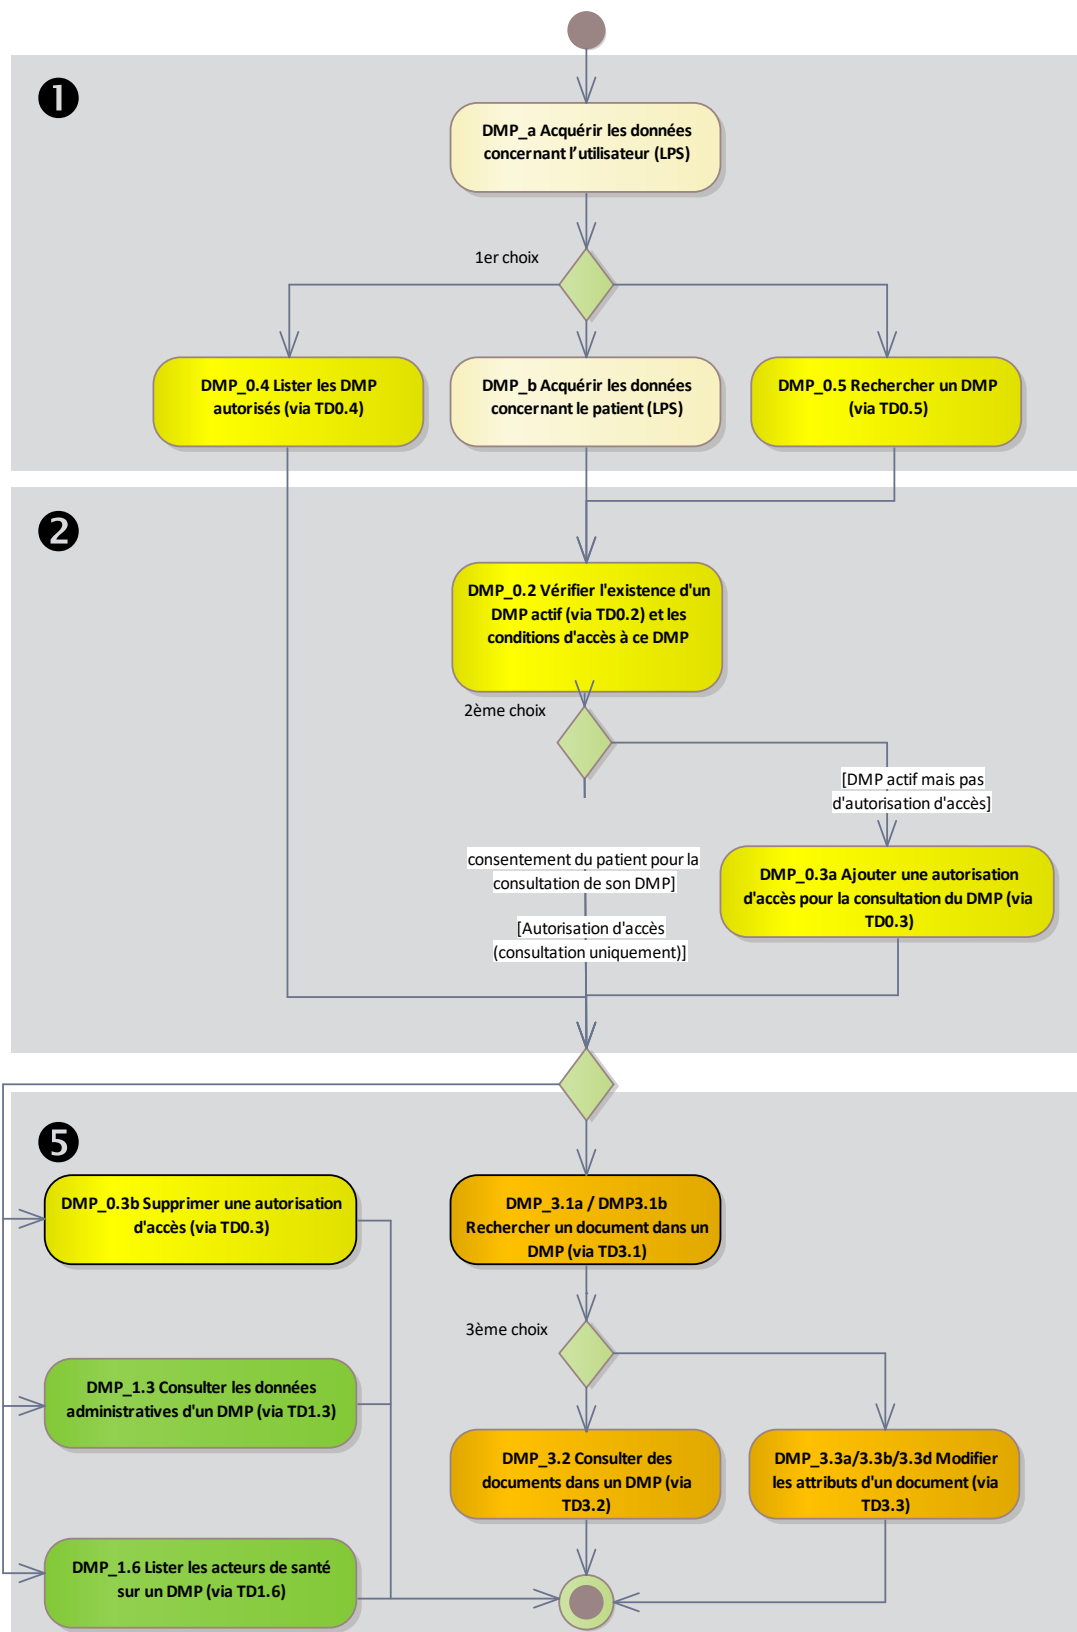 ❶
DMP_a Acquérir les données
concernant l’utilisateur (LPS)
1er choix
DMP_0.4 Lister les DMP
autorisés (via TD0.4)
DMP_b Acquérir les données
concernant le patient (LPS)
DMP_0.5 Rechercher un DMP
(via TD0.5)
❷
DMP_0.2 Vérifier l'existence d'un
DMP actif (via TD0.2) et les
conditions d'accès à ce DMP
2ème choix
[DMP actif mais pas
d'autorisation d'accès]
consentement du patient pour la
consultation de son DMP]
DMP_0.3a Ajouter une autorisation
d'accès pour la consultation du DMP (via
TD0.3)
[Autorisation d'accès
(consultation uniquement)]
❺
DMP_0.3b Supprimer une autorisation
d'accès (via TD0.3)
DMP_3.1a / DMP3.1b
Rechercher un document dans un
DMP (via TD3.1)
3ème choix
DMP_1.3 Consulter les données
administratives d'un DMP (via TD1.3)
DMP_3.2 Consulter des
documents dans un DMP (via
TD3.2)
DMP_3.3a/3.3b/3.3d Modifier
les attributs d'un document (via
TD3.3)
DMP_1.6 Lister les acteurs de santé
sur un DMP (via TD1.6)